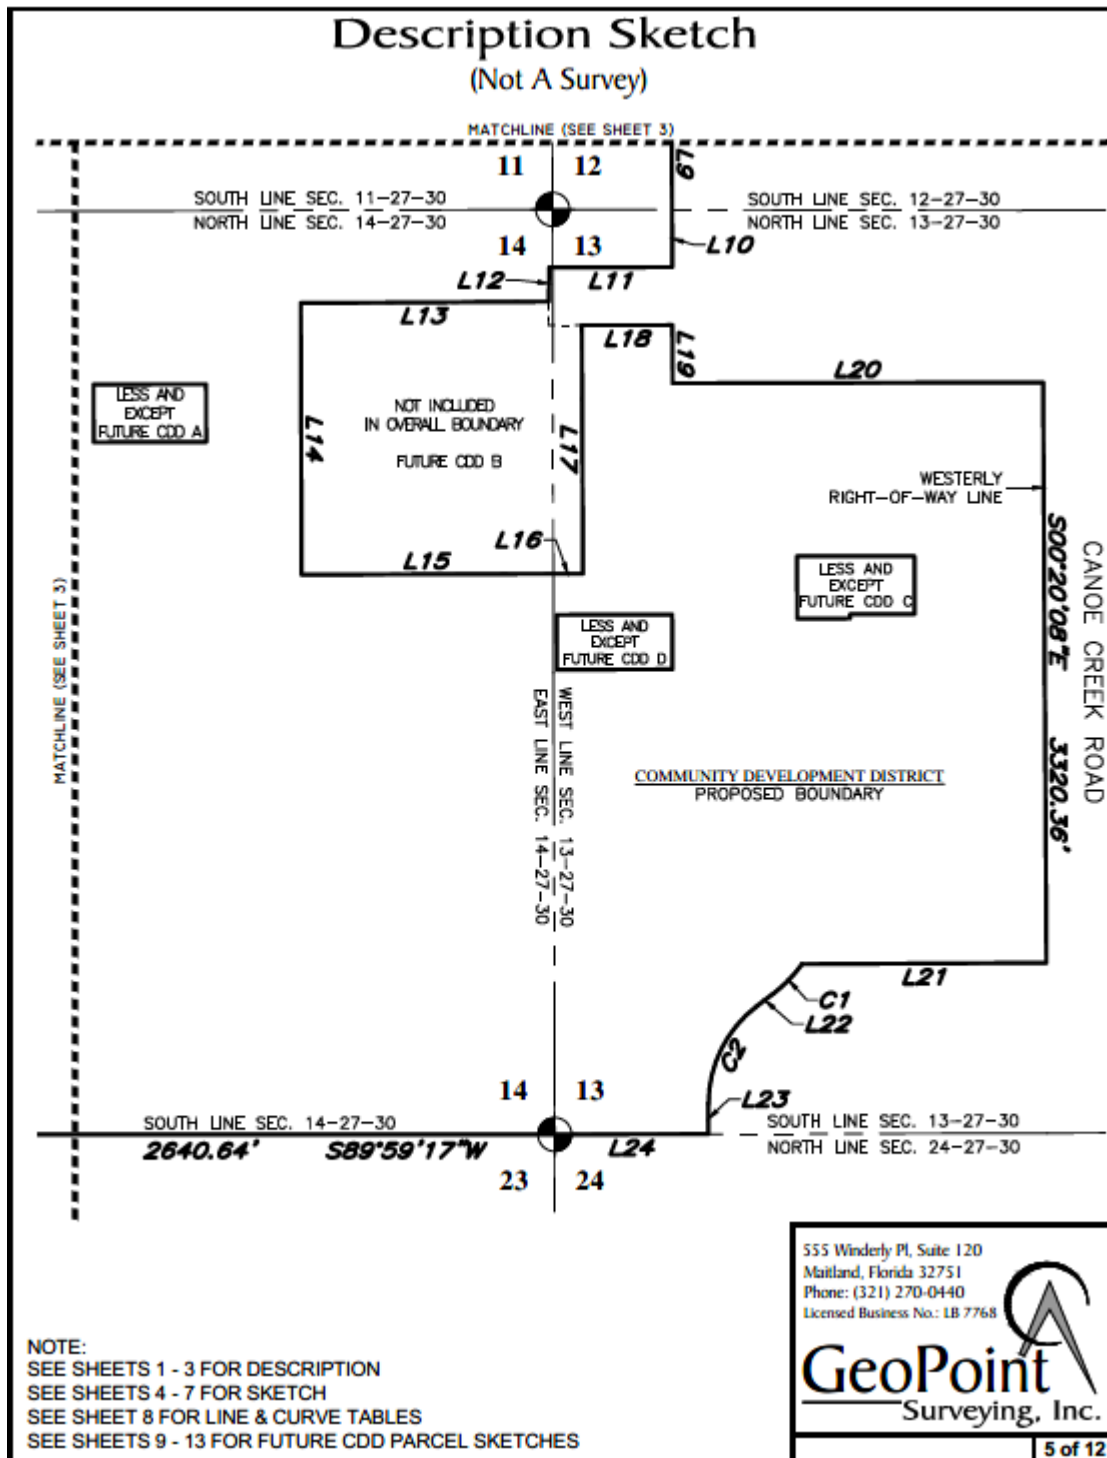 Description Sketch
(Not A Survey)
MATCHLINE (SEE SHEET 3)
11
12
L9
SOUTH LINE SEC. 11-27-30
NORTH LINE SEC. 14-27-30
SOUTH LINE SEC. 12-27-30
NORTH LINE SEC. 13-27-30
14
13
L10
L12
L11
L13
L18
L19
L20
LESS AND
EXCEPT
FUTURE CDD A
L14
NOT INCLUDED
IN OVERALL BOUNDARY
FUTURE CDD B
L17
WESTERLY
RIGHT-OF-WAY LINE
L16
L15
S00°20'08"E 3320.36'
CANOE CREEK ROAD
LESS AND
EXCEPT
FUTURE CDD C
MATCHLINE (SEE SHEET 3)
LESS AND
EXCEPT
FUTURE CDD D
WEST LINE SEC. 13-27-30
EAST LINE SEC. 14-27-30
COMMUNITY DEVELOPMENT DISTRICT
PROPOSED BOUNDARY
L21
C1
L22
C2
14
13
L23
SOUTH LINE SEC. 14-27-30
2640.64' S89°59'17"W
L24
SOUTH LINE SEC. 13-27-30
NORTH LINE SEC. 24-27-30
23
24
555 Winderly Pl, Suite 120
Maitland, Florida 32751
Phone: (321) 270-0440
Licensed Business No.: LB 7768
GeoPoint
Surveying, Inc.
NOTE:
SEE SHEETS 1 - 3 FOR DESCRIPTION
SEE SHEETS 4 - 7 FOR SKETCH
SEE SHEET 8 FOR LINE & CURVE TABLES
SEE SHEETS 9 - 13 FOR FUTURE CDD PARCEL SKETCHES
5 of 12